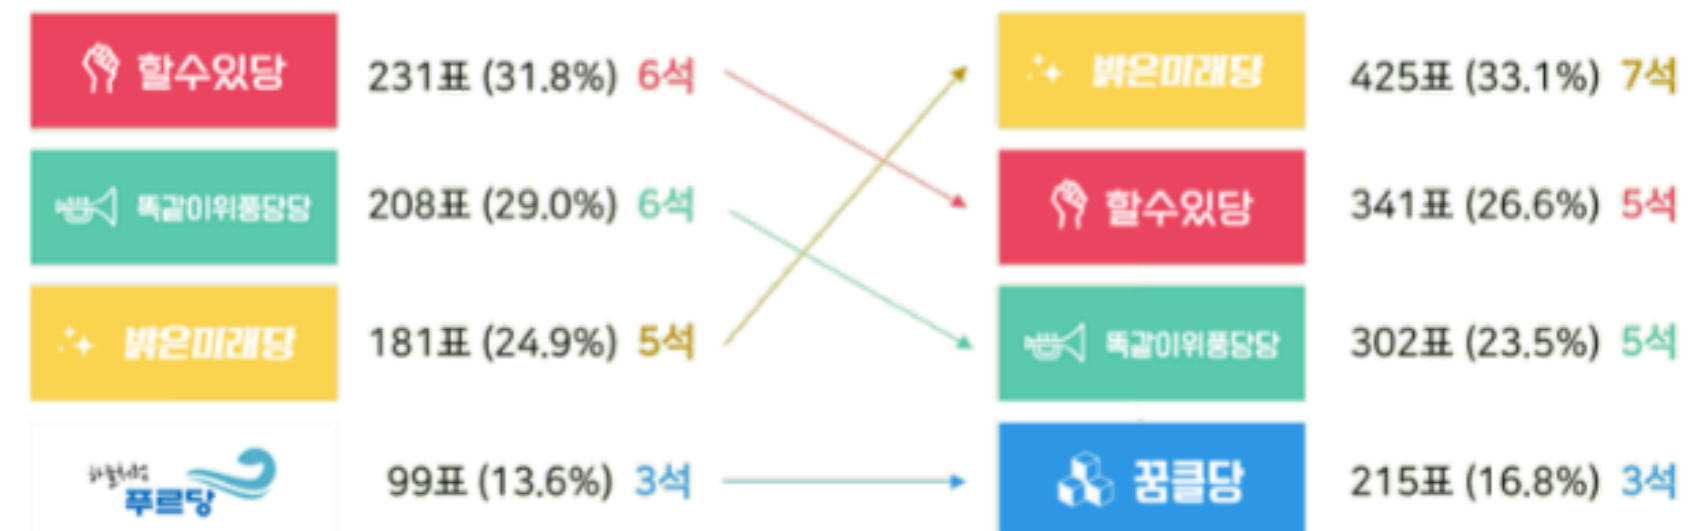 할수있당 231표 (31.8%) 6석
똑같이위풍당당 208표 (29.0%) 6석
밝은미래당 181표 (24.9%) 5석
하늘처럼
푸르당 99표 (13.6%) 3석
밝은미래당 425표 (33.1%) 7석
할수있당 341표 (26.6%) 5석
똑같이위풍당당 302표 (23.5%) 5석
꿈클당 215표 (16.8%) 3석